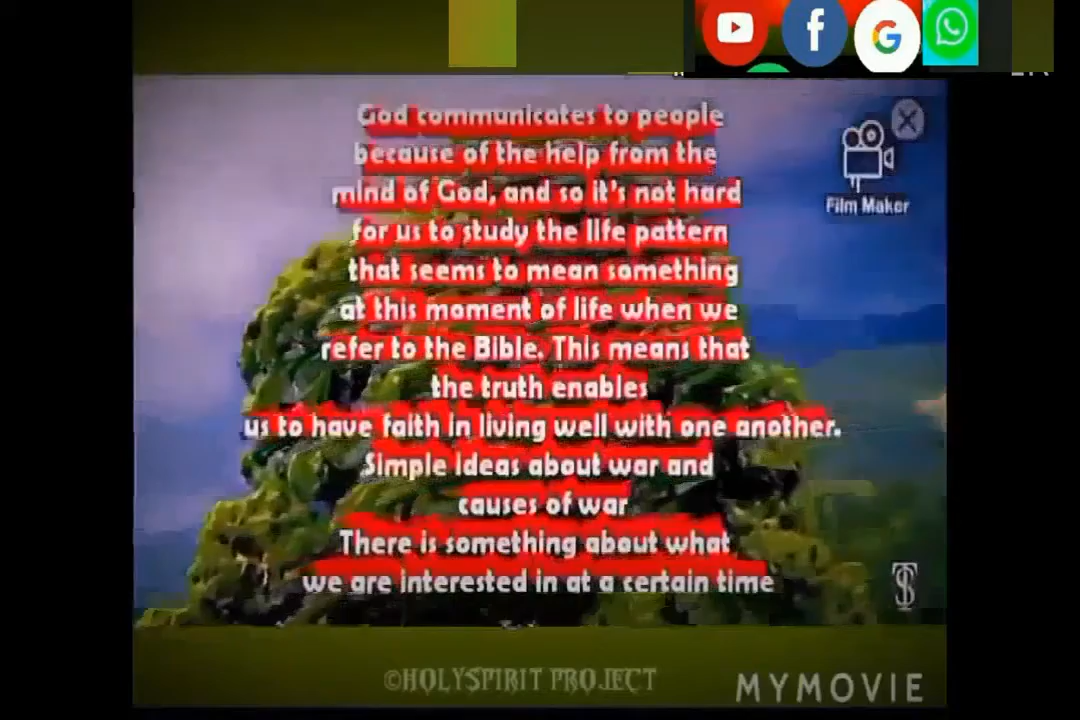 God communicates to people
because of the help from the
mind of God, and so it's not hard
for us to study the life pattern
that seems to mean something
at this moment of life when we
refer to the Bible. This means that
the truth enables
us to have faith in living well with one another.
Simple ideas about war and
causes of war
There is something about what
we are interested in at a certain time
Film Maker
©HOLYSPIRIT PROJECT
MYMOVIE